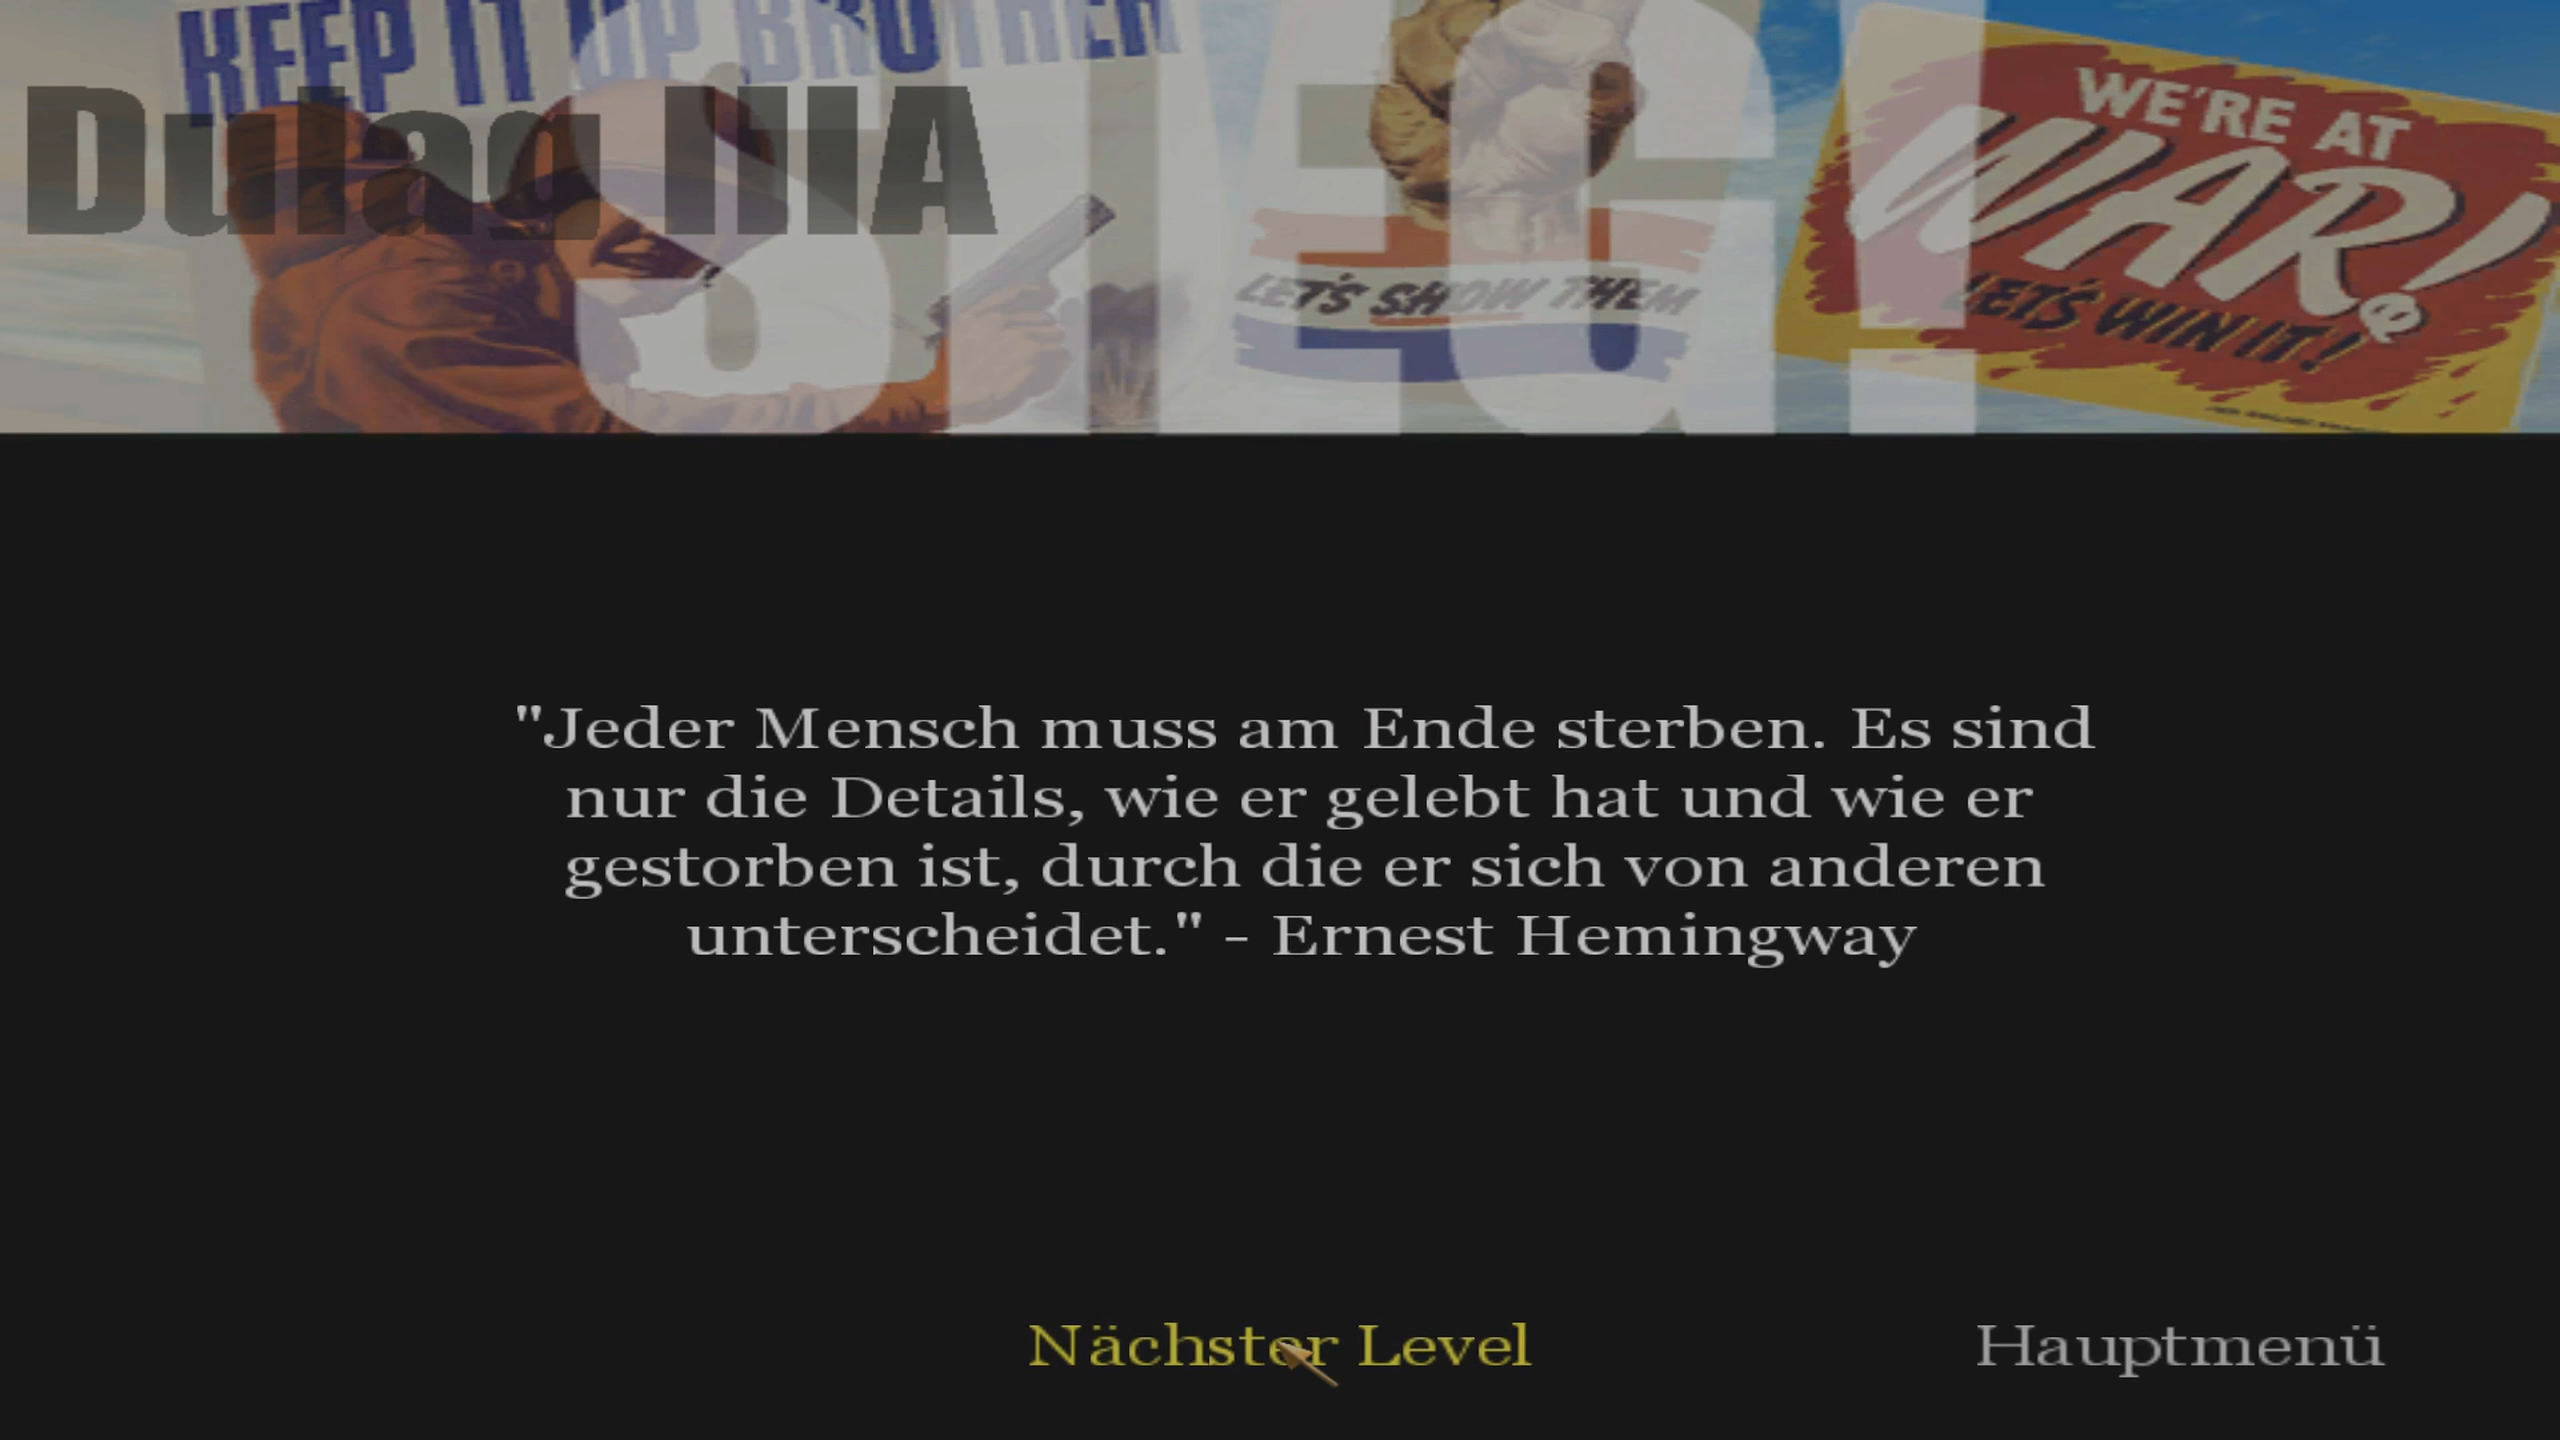 KEEP IT UP BROTHER
Dulag IIIA
SIEG!
WE'RE AT
WAR!
LET'S SHOW THEM
LET'S WIN IT!
"Jeder Mensch muss am Ende sterben. Es sind
nur die Details, wie er gelebt hat und wie er
gestorben ist, durch die er sich von anderen
unterscheidet." - Ernest Hemingway
Nächster Level
Hauptmenü